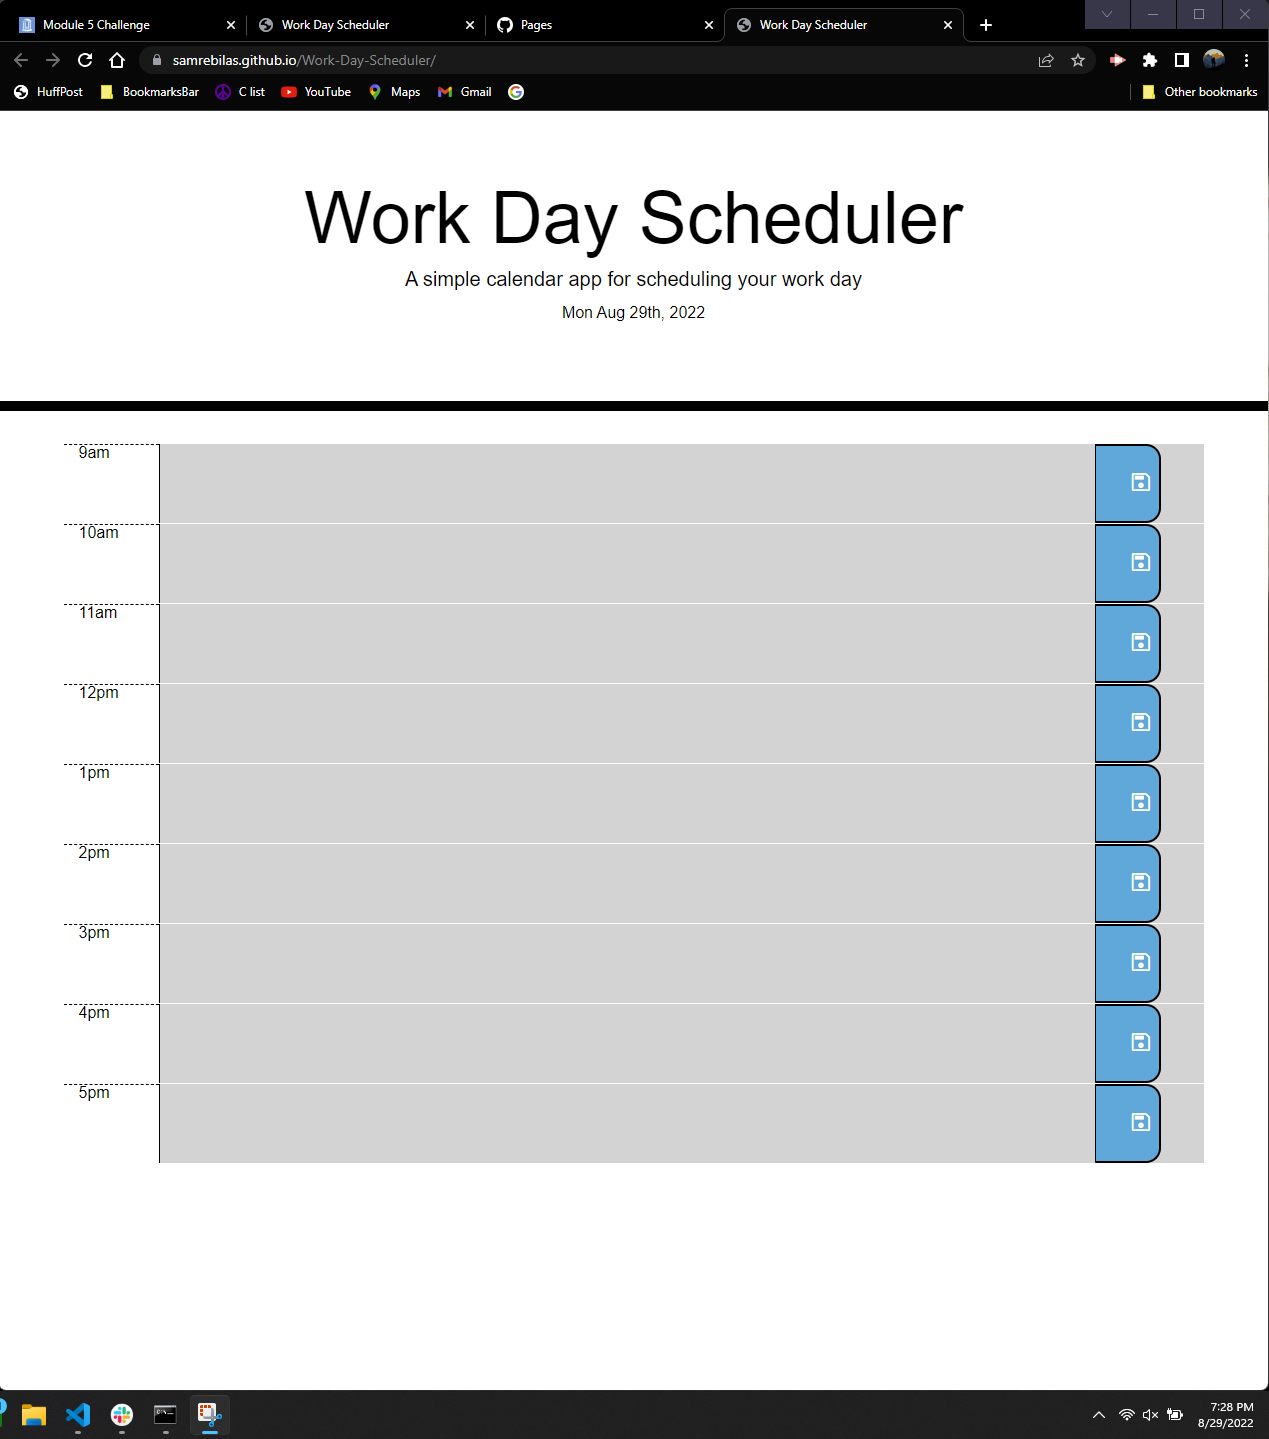 Module 5 Challenge
Work Day Scheduler
Pages
Work Day Scheduler
samrebilas.github.io/Work-Day-Scheduler/
HuffPost BookmarksBar C list YouTube Maps Gmail Other bookmarks
Work Day Scheduler
A simple calendar app for scheduling your work day
Mon Aug 29th, 2022
9am
10am
11am
12pm
1pm
2pm
3pm
4pm
5pm
7:28 PM
8/29/2022